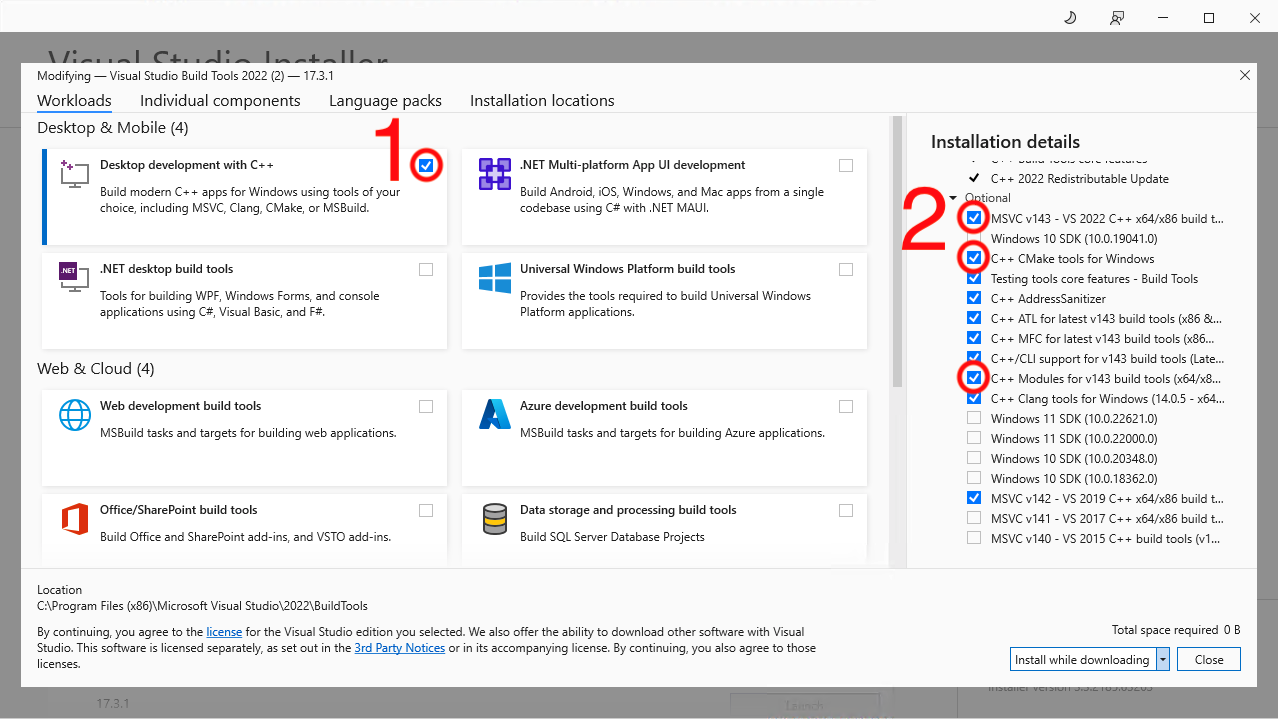 Visual Studio Installer
Modifying — Visual Studio Build Tools 2022 (2) — 17.3.1
Workloads
Individual components
Language packs
Installation locations
Desktop & Mobile (4)
1
Desktop development with C++
Build modern C++ apps for Windows using tools of your
choice, including MSVC, Clang, CMake, or MSBuild.
.NET Multi-platform App UI development
Build Android, iOS, Windows, and Mac apps from a single
codebase using C# with .NET MAUI.
.NET
.NET desktop build tools
Tools for building WPF, Windows Forms, and console
applications using C#, Visual Basic, and F#.
Universal Windows Platform build tools
Provides the tools required to build Universal Windows
Platform applications.
Web & Cloud (4)
Web development build tools
MSBuild tasks and targets for building web applications.
Azure development build tools
MSBuild tasks and targets for building Azure applications.
Office/SharePoint build tools
Build Office and SharePoint add-ins, and VSTO add-ins.
Data storage and processing build tools
Build SQL Server Database Projects
Installation details
C++ Build Tools core features
C++ 2022 Redistributable Update
Optional
2
MSVC v143 - VS 2022 C++ x64/x86 build t...
Windows 10 SDK (10.0.19041.0)
C++ CMake tools for Windows
Testing tools core features - Build Tools
C++ AddressSanitizer
C++ ATL for latest v143 build tools (x86 &...
C++ MFC for latest v143 build tools (x86...
C++/CLI support for v143 build tools (Late...
C++ Modules for v143 build tools (x64/x8...
C++ Clang tools for Windows (14.0.5 - x64...
Windows 11 SDK (10.0.22621.0)
Windows 11 SDK (10.0.22000.0)
Windows 10 SDK (10.0.20348.0)
Windows 10 SDK (10.0.18362.0)
MSVC v142 - VS 2019 C++ x64/x86 build t...
MSVC v141 - VS 2017 C++ x64/x86 build t...
MSVC v140 - VS 2015 C++ build tools (v1...
Location
C:\Program Files (x86)\Microsoft Visual Studio\2022\BuildTools
By continuing, you agree to the license for the Visual Studio edition you selected. We also offer the ability to download other software with Visual
Studio. This software is licensed separately, as set out in the 3rd Party Notices or in its accompanying license. By continuing, you also agree to those
licenses.
Total space required 0 B
Install while downloading
Close
17.3.1
Launch
Installer Version